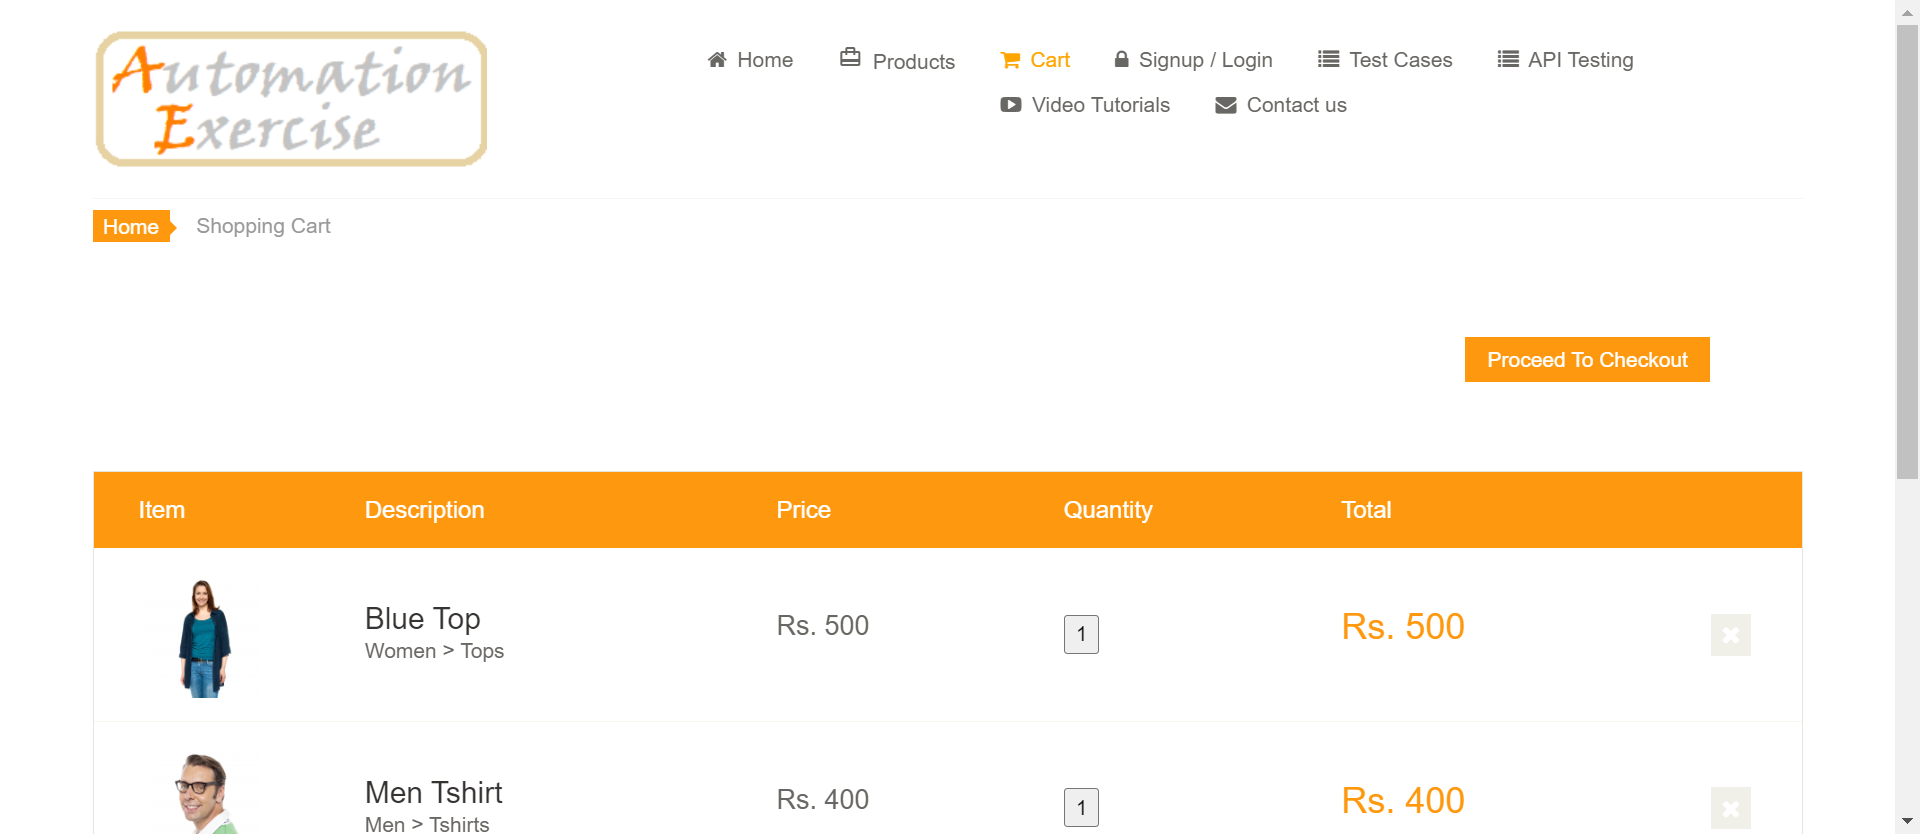 Automation
Exercise
Home Products Cart Signup / Login Test Cases API Testing
Video Tutorials Contact us
Home Shopping Cart
Proceed To Checkout
Item Description Price Quantity Total
Blue Top Rs. 500 1 Rs. 500
Women > Tops
Men Tshirt Rs. 400 1 Rs. 400
Men > Tshirts